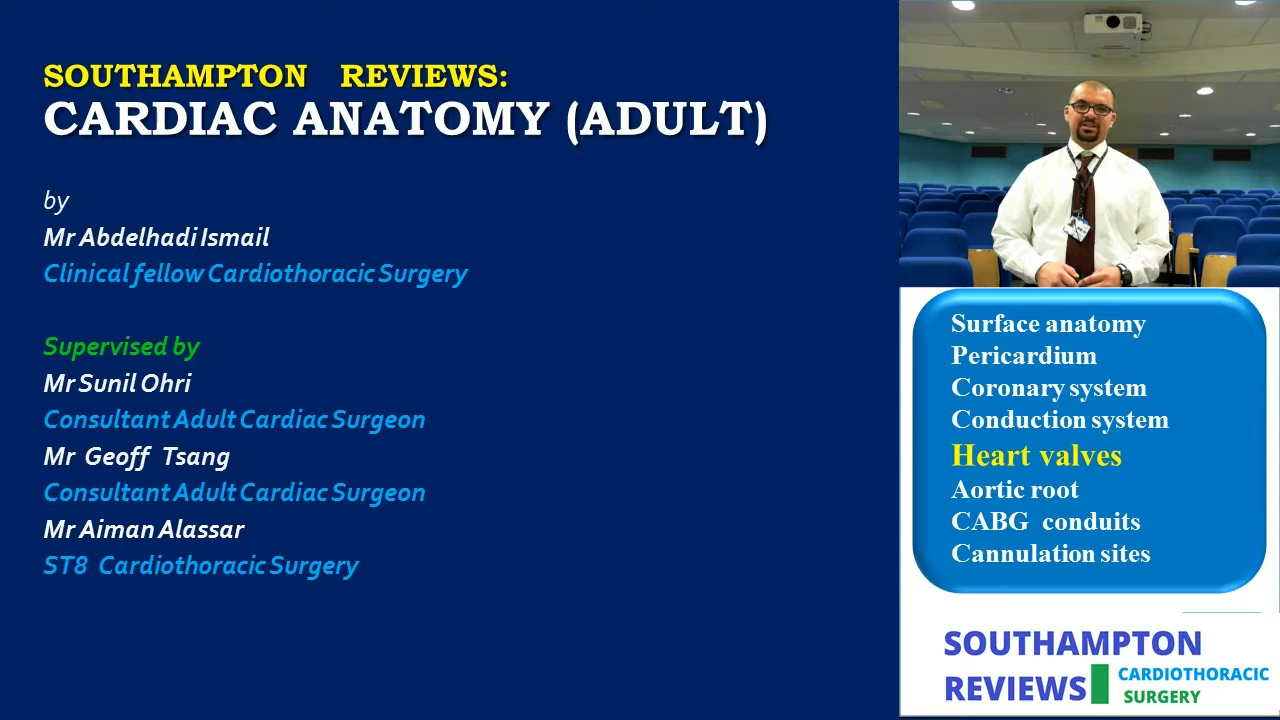 SOUTHAMPTON REVIEWS:
CARDIAC ANATOMY (ADULT)
by
Mr Abdelhadi Ismail
Clinical fellow Cardiothoracic Surgery
Supervised by
Mr Sunil Ohri
Consultant Adult Cardiac Surgeon
Mr Geoff Tsang
Consultant Adult Cardiac Surgeon
Mr Aiman Alassar
ST8 Cardiothoracic Surgery
Surface anatomy
Pericardium
Coronary system
Conduction system
Heart valves
Aortic root
CABG conduits
Cannulation sites
SOUTHAMPTON
REVIEWS
CARDIOTHORACIC
SURGERY